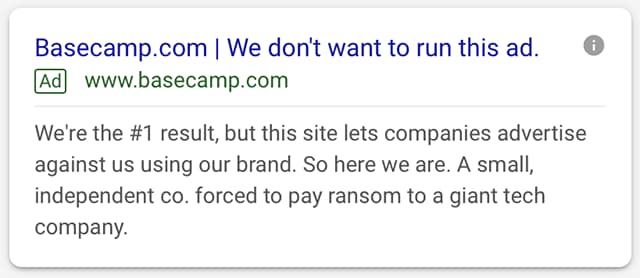 Basecamp.com | We don't want to run this ad.
Ad www.basecamp.com
We're the #1 result, but this site lets companies advertise
against us using our brand. So here we are. A small,
independent co. forced to pay ransom to a giant tech
company.